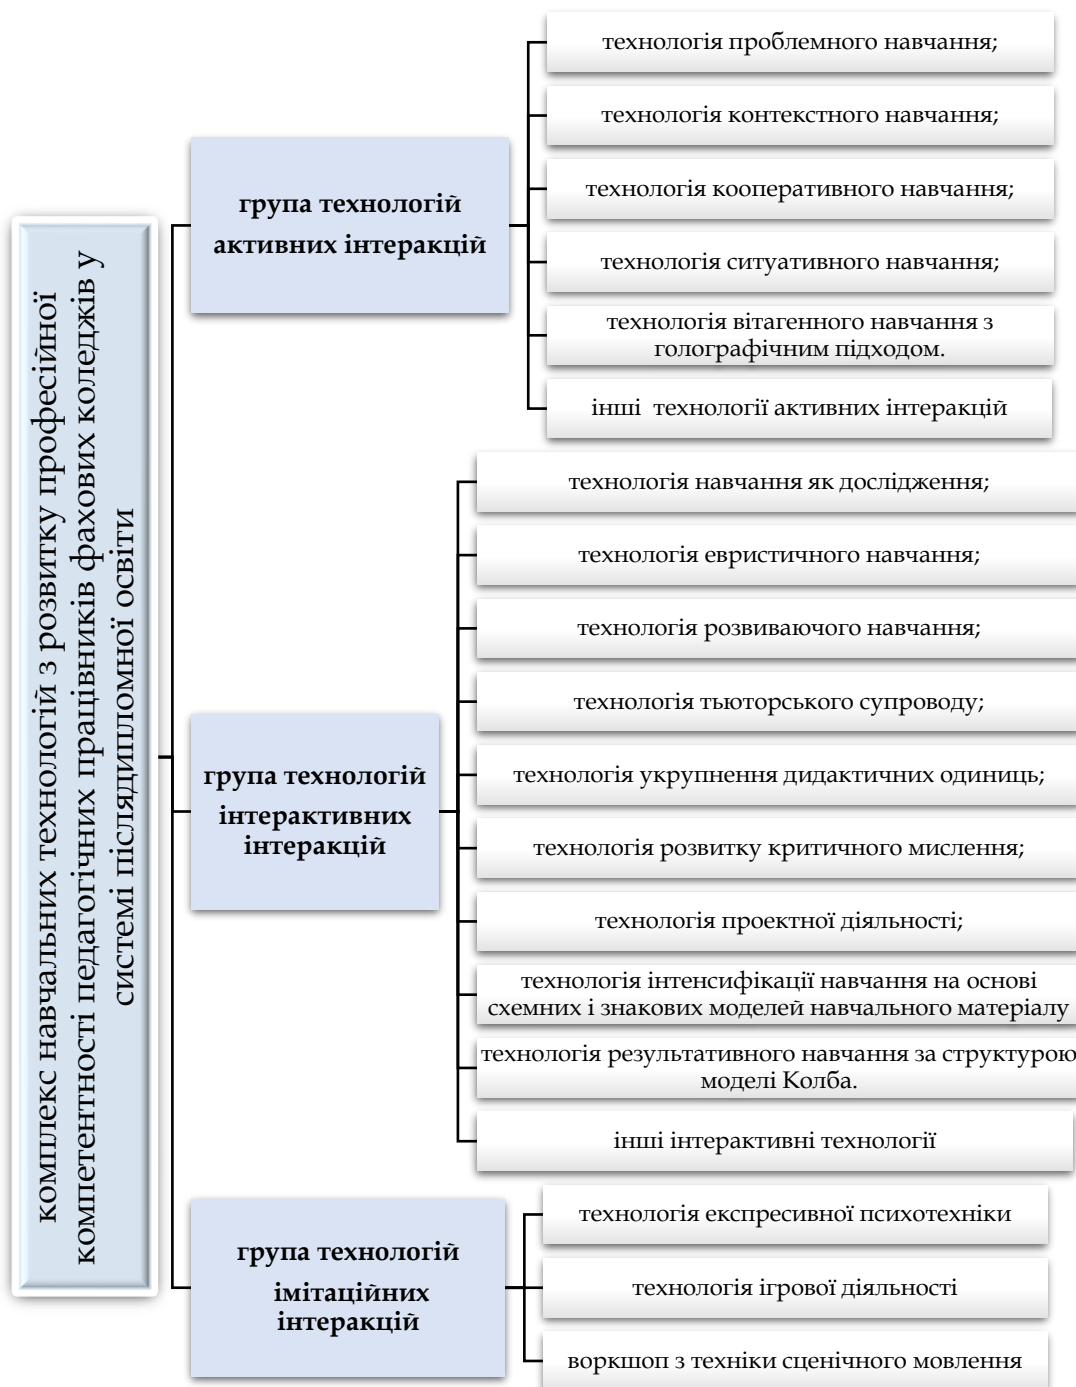 комплекс навчальних технологій з розвитку професійної
компетентності педагогічних працівників фахових коледжів у
системі післядипломної освіти
група технологій
активних інтеракцій
технологія проблемного навчання;
технологія контекстного навчання;
технологія кооперативного навчання;
технологія ситуативного навчання;
технологія вітагенного навчання з
голографічним підходом.
інші технології активних інтеракцій
група технологій
інтерактивних
інтеракцій
технологія навчання як дослідження;
технологія евристичного навчання;
технологія розвиваючого навчання;
технологія тьюторського супроводу;
технологія укрупнення дидактичних одиниць;
технологія розвитку критичного мислення;
технологія проектної діяльності;
технологія інтенсифікації навчання на основі
схемних і знакових моделей навчального матеріалу
технологія результативного навчання за структурою
моделі Колба.
інші інтерактивні технології
група технологій
імітаційних
інтеракцій
технологія експресивної психотехніки
технологія ігрової діяльності
воркшоп з техніки сценічного мовлення